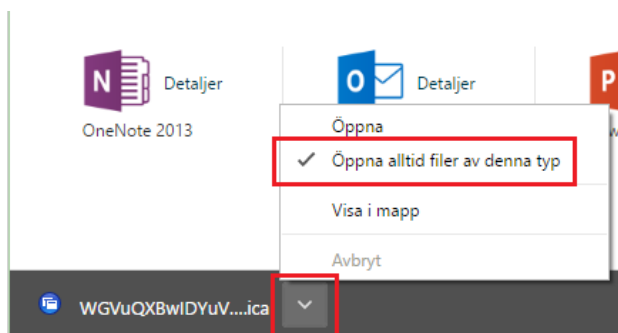 N Detaljer
O Detaljer
P
OneNote 2013
Öppna
Öppna alltid filer av denna typ
Visa i mapp
Avbryt
WGVuQXBwIDYuV....ica